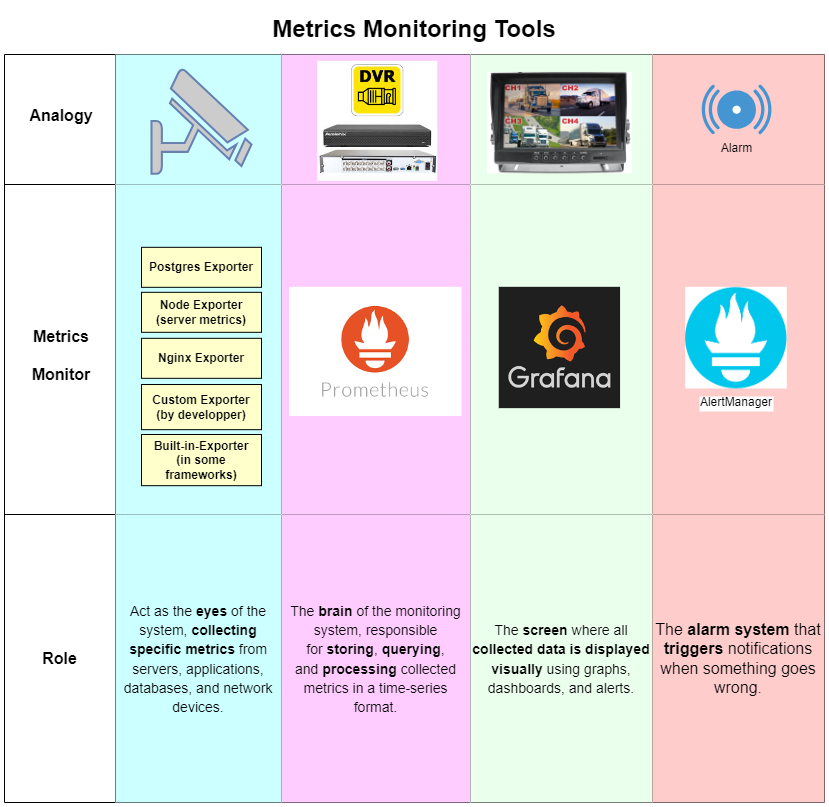 Metrics Monitoring Tools
Analogy
DVR
CH1
CH2
CH3
CH4
Alarm
Metrics
Monitor
Postgres Exporter
Node Exporter
(server metrics)
Nginx Exporter
Custom Exporter
(by developper)
Built-in-Exporter
(in some
frameworks)
Prometheus
Grafana
AlertManager
Role
Act as the eyes of the
system, collecting
specific metrics from
servers, applications,
databases, and network
devices.
The brain of the monitoring
system, responsible
for storing, querying,
and processing collected
metrics in a time-series
format.
The screen where all
collected data is displayed
visually using graphs,
dashboards, and alerts.
The alarm system that
triggers notifications
when something goes
wrong.